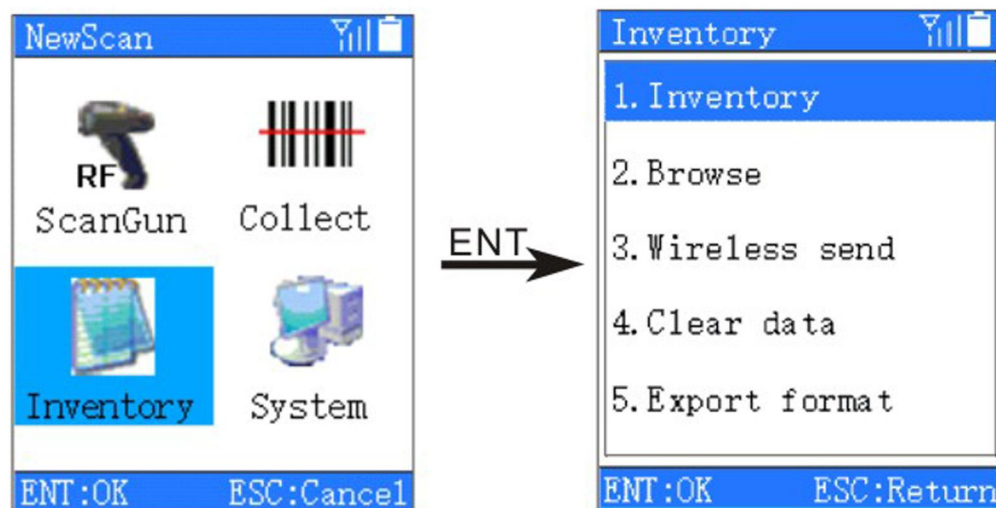 NewScan
RF
ScanGun
Collect
Inventory
System
ENT:OK ESC:Cancel
ENT
Inventory
1.Inventory
2.Browse
3.Wireless send
4.Clear data
5.Export format
ENT:OK ESC:Return